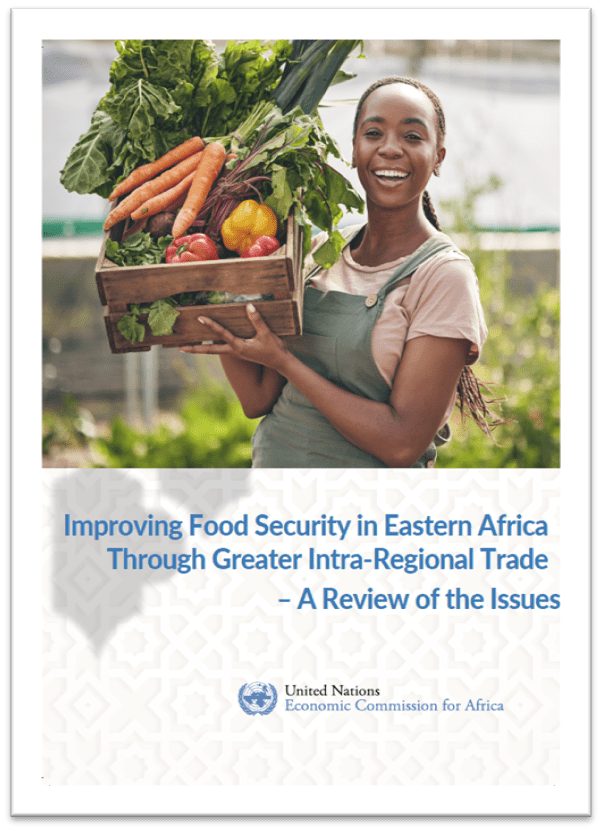 Improving Food Security in Eastern Africa
Through Greater Intra-Regional Trade
– A Review of the Issues
United Nations
Economic Commission for Africa